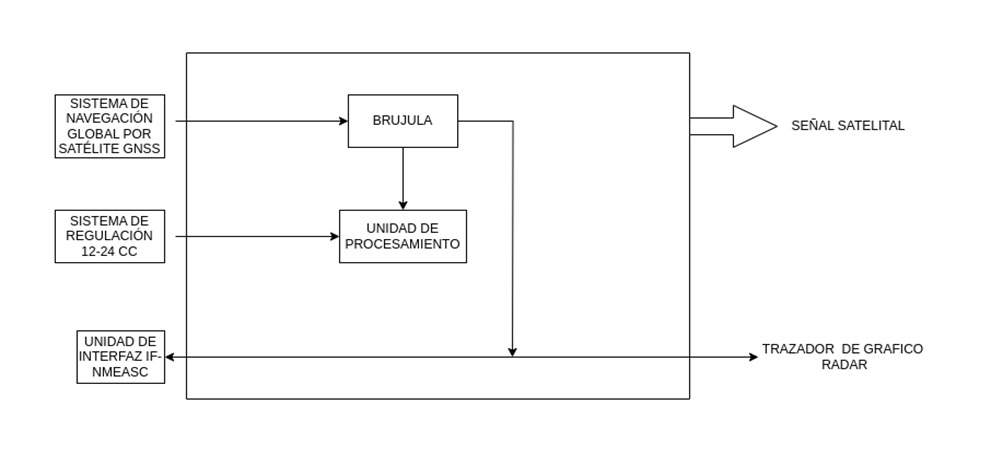 SISTEMA DE
NAVEGACIÓN
GLOBAL POR
SATÉLITE GNSS
BRUJULA
SEÑAL SATELITAL
SISTEMA DE
REGULACIÓN
12-24 CC
UNIDAD DE
PROCESAMIENTO
UNIDAD DE
INTERFAZ IF-
NMEASC
TRAZADOR DE GRAFICO
RADAR